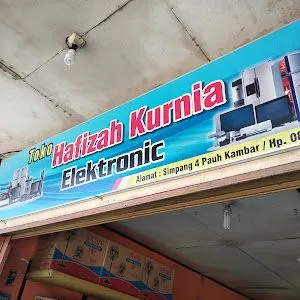 Toko
Hafizah Kurnia
Elektronic
Alamat : Simpang 4 Pauh Kambar / Hp. 08